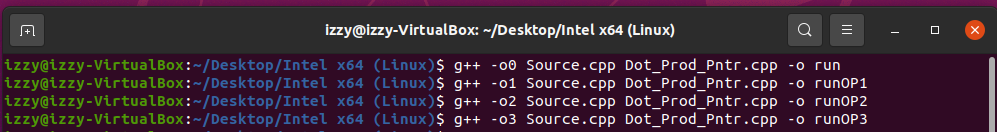 izzy@izzy-VirtualBox: ~/Desktop/Intel x64 (Linux)
izzy@izzy-VirtualBox:~/Desktop/Intel x64 (Linux)$ g++ -o0 Source.cpp Dot_Prod_Pntr.cpp -o run
izzy@izzy-VirtualBox:~/Desktop/Intel x64 (Linux)$ g++ -o1 Source.cpp Dot_Prod_Pntr.cpp -o runOP1
izzy@izzy-VirtualBox:~/Desktop/Intel x64 (Linux)$ g++ -o2 Source.cpp Dot_Prod_Pntr.cpp -o runOP2
izzy@izzy-VirtualBox:~/Desktop/Intel x64 (Linux)$ g++ -o3 Source.cpp Dot_Prod_Pntr.cpp -o runOP3